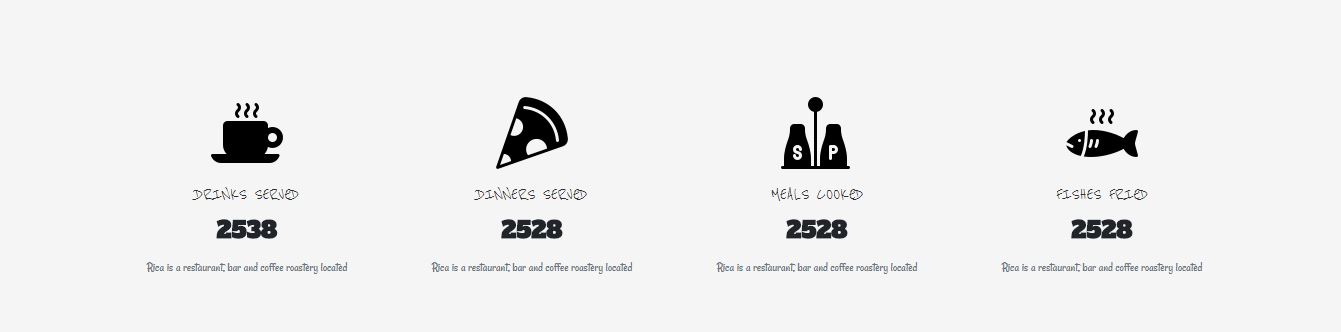 S P
DRINKS SERVED
2538
Rica is a restaurant, bar and coffee roastery located
DINNERS SERVED
2528
Rica is a restaurant, bar and coffee roastery located
MEALS COOKED
2528
Rica is a restaurant, bar and coffee roastery located
FISHES FRIED
2528
Rica is a restaurant, bar and coffee roastery located